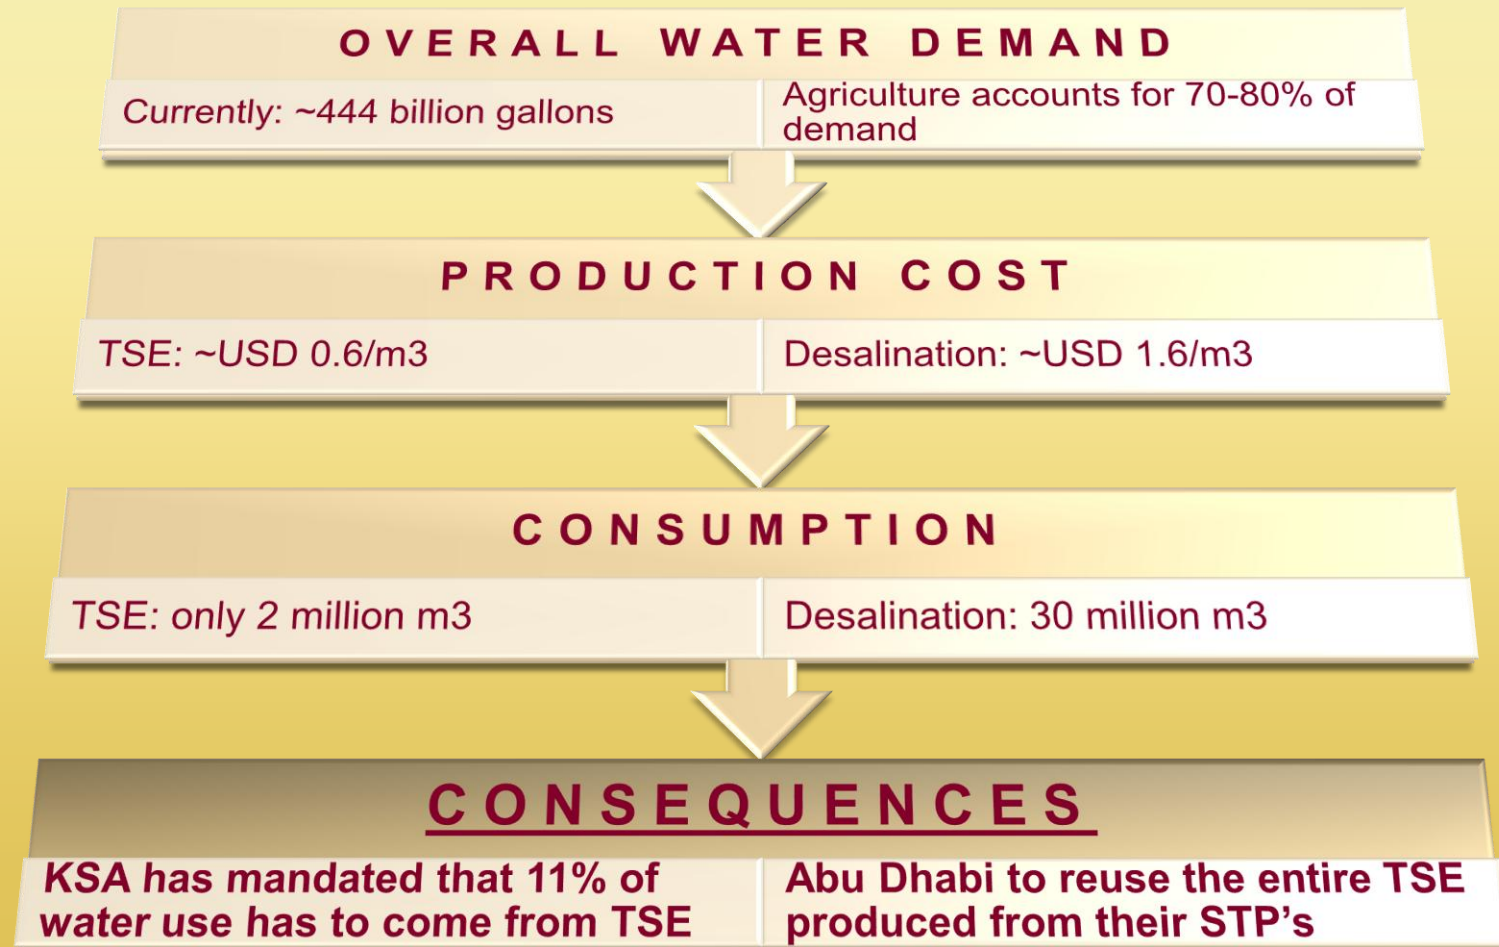 OVERALL WATER DEMAND
Currently: ~444 billion gallons
Agriculture accounts for 70-80% of
demand
PRODUCTION COST
TSE: ~USD 0.6/m3
Desalination: ~USD 1.6/m3
CONSUMPTION
TSE: only 2 million m3
Desalination: 30 million m3
CONSEQUENCES
KSA has mandated that 11% of
water use has to come from TSE
Abu Dhabi to reuse the entire TSE
produced from their STP's